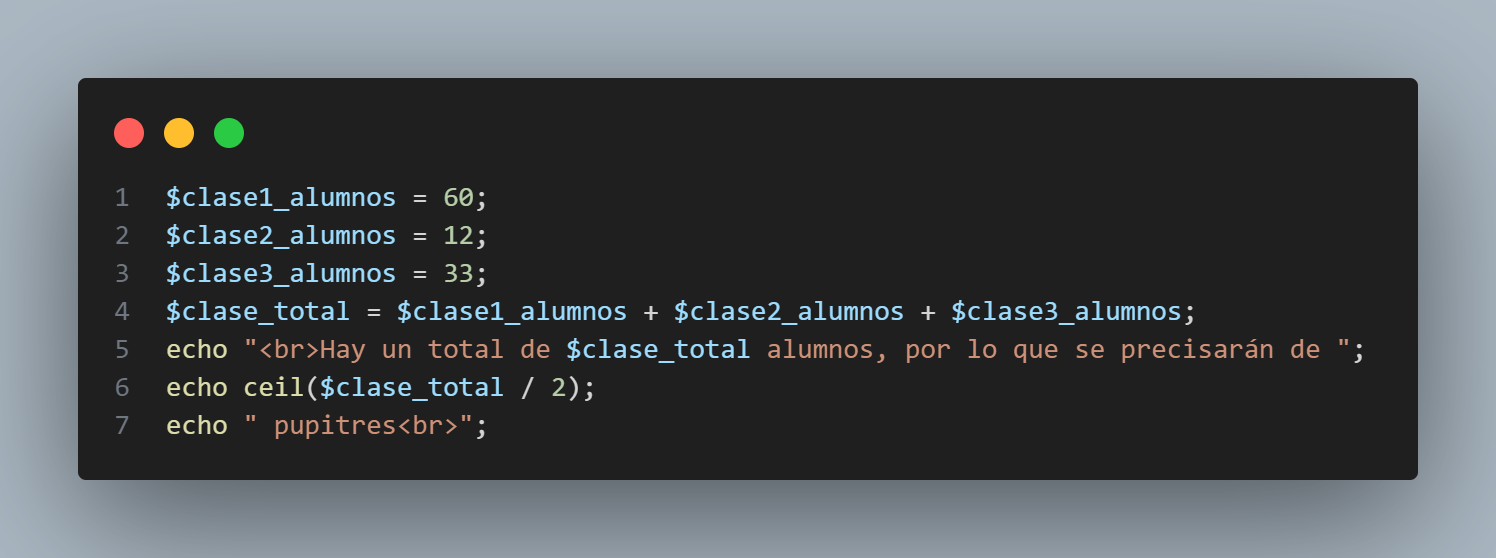 1 $clase1_alumnos = 60;
2 $clase2_alumnos = 12;
3 $clase3_alumnos = 33;
4 $clase_total = $clase1_alumnos + $clase2_alumnos + $clase3_alumnos;
5 echo "<br>Hay un total de $clase_total alumnos, por lo que se precisarán de ";
6 echo ceil($clase_total / 2);
7 echo " pupitres<br>";